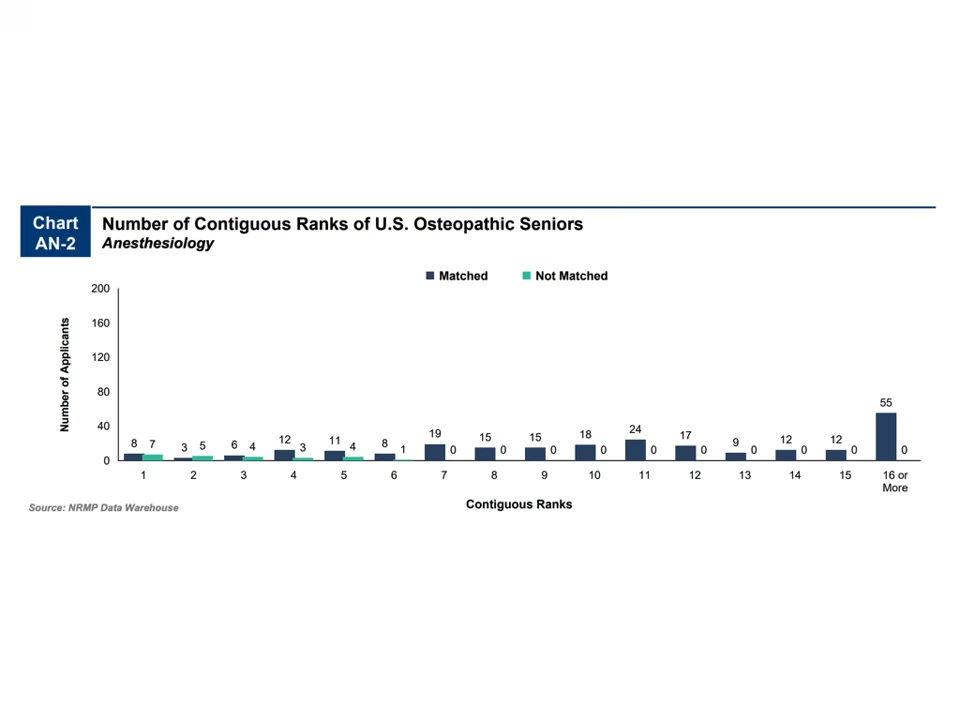 Chart
AN-2
Number of Contiguous Ranks of U.S. Osteopathic Seniors
Anesthesiology
Matched Not Matched
Number of Applicants
200
160
120
80
40
0
8 7 3 5 6 4 12 3 11 4 8 1 19 0 15 0 15 0 18 0 24 0 17 0 9 0 12 0 12 0 55 0
1 2 3 4 5 6 7 8 9 10 11 12 13 14 15 16 or
More
Contiguous Ranks
Source: NRMP Data Warehouse